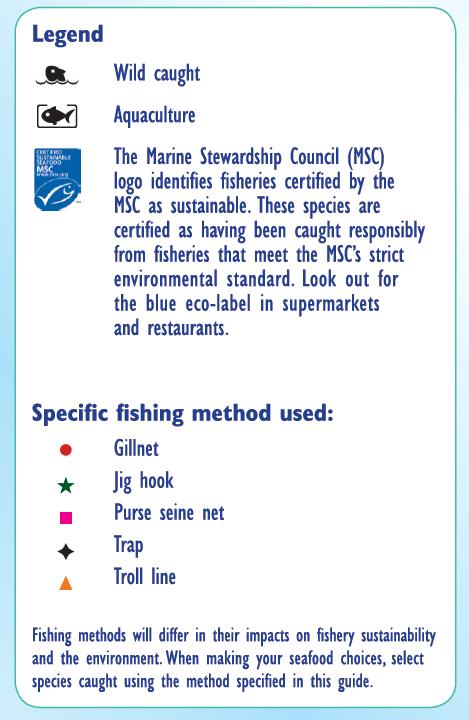 Legend
Wild caught
Aquaculture
CERTIFIED
SUSTAINABLE
SEAFOOD
MSC
www.msc.org
The Marine Stewardship Council (MSC)
logo identifies fisheries certified by the
MSC as sustainable. These species are
certified as having been caught responsibly
from fisheries that meet the MSC's strict
environmental standard. Look out for
the blue eco-label in supermarkets
and restaurants.
Specific fishing method used:
Gillnet
Jig hook
Purse seine net
Trap
Troll line
Fishing methods will differ in their impacts on fishery sustainability
and the environment. When making your seafood choices, select
species caught using the method specified in this guide.